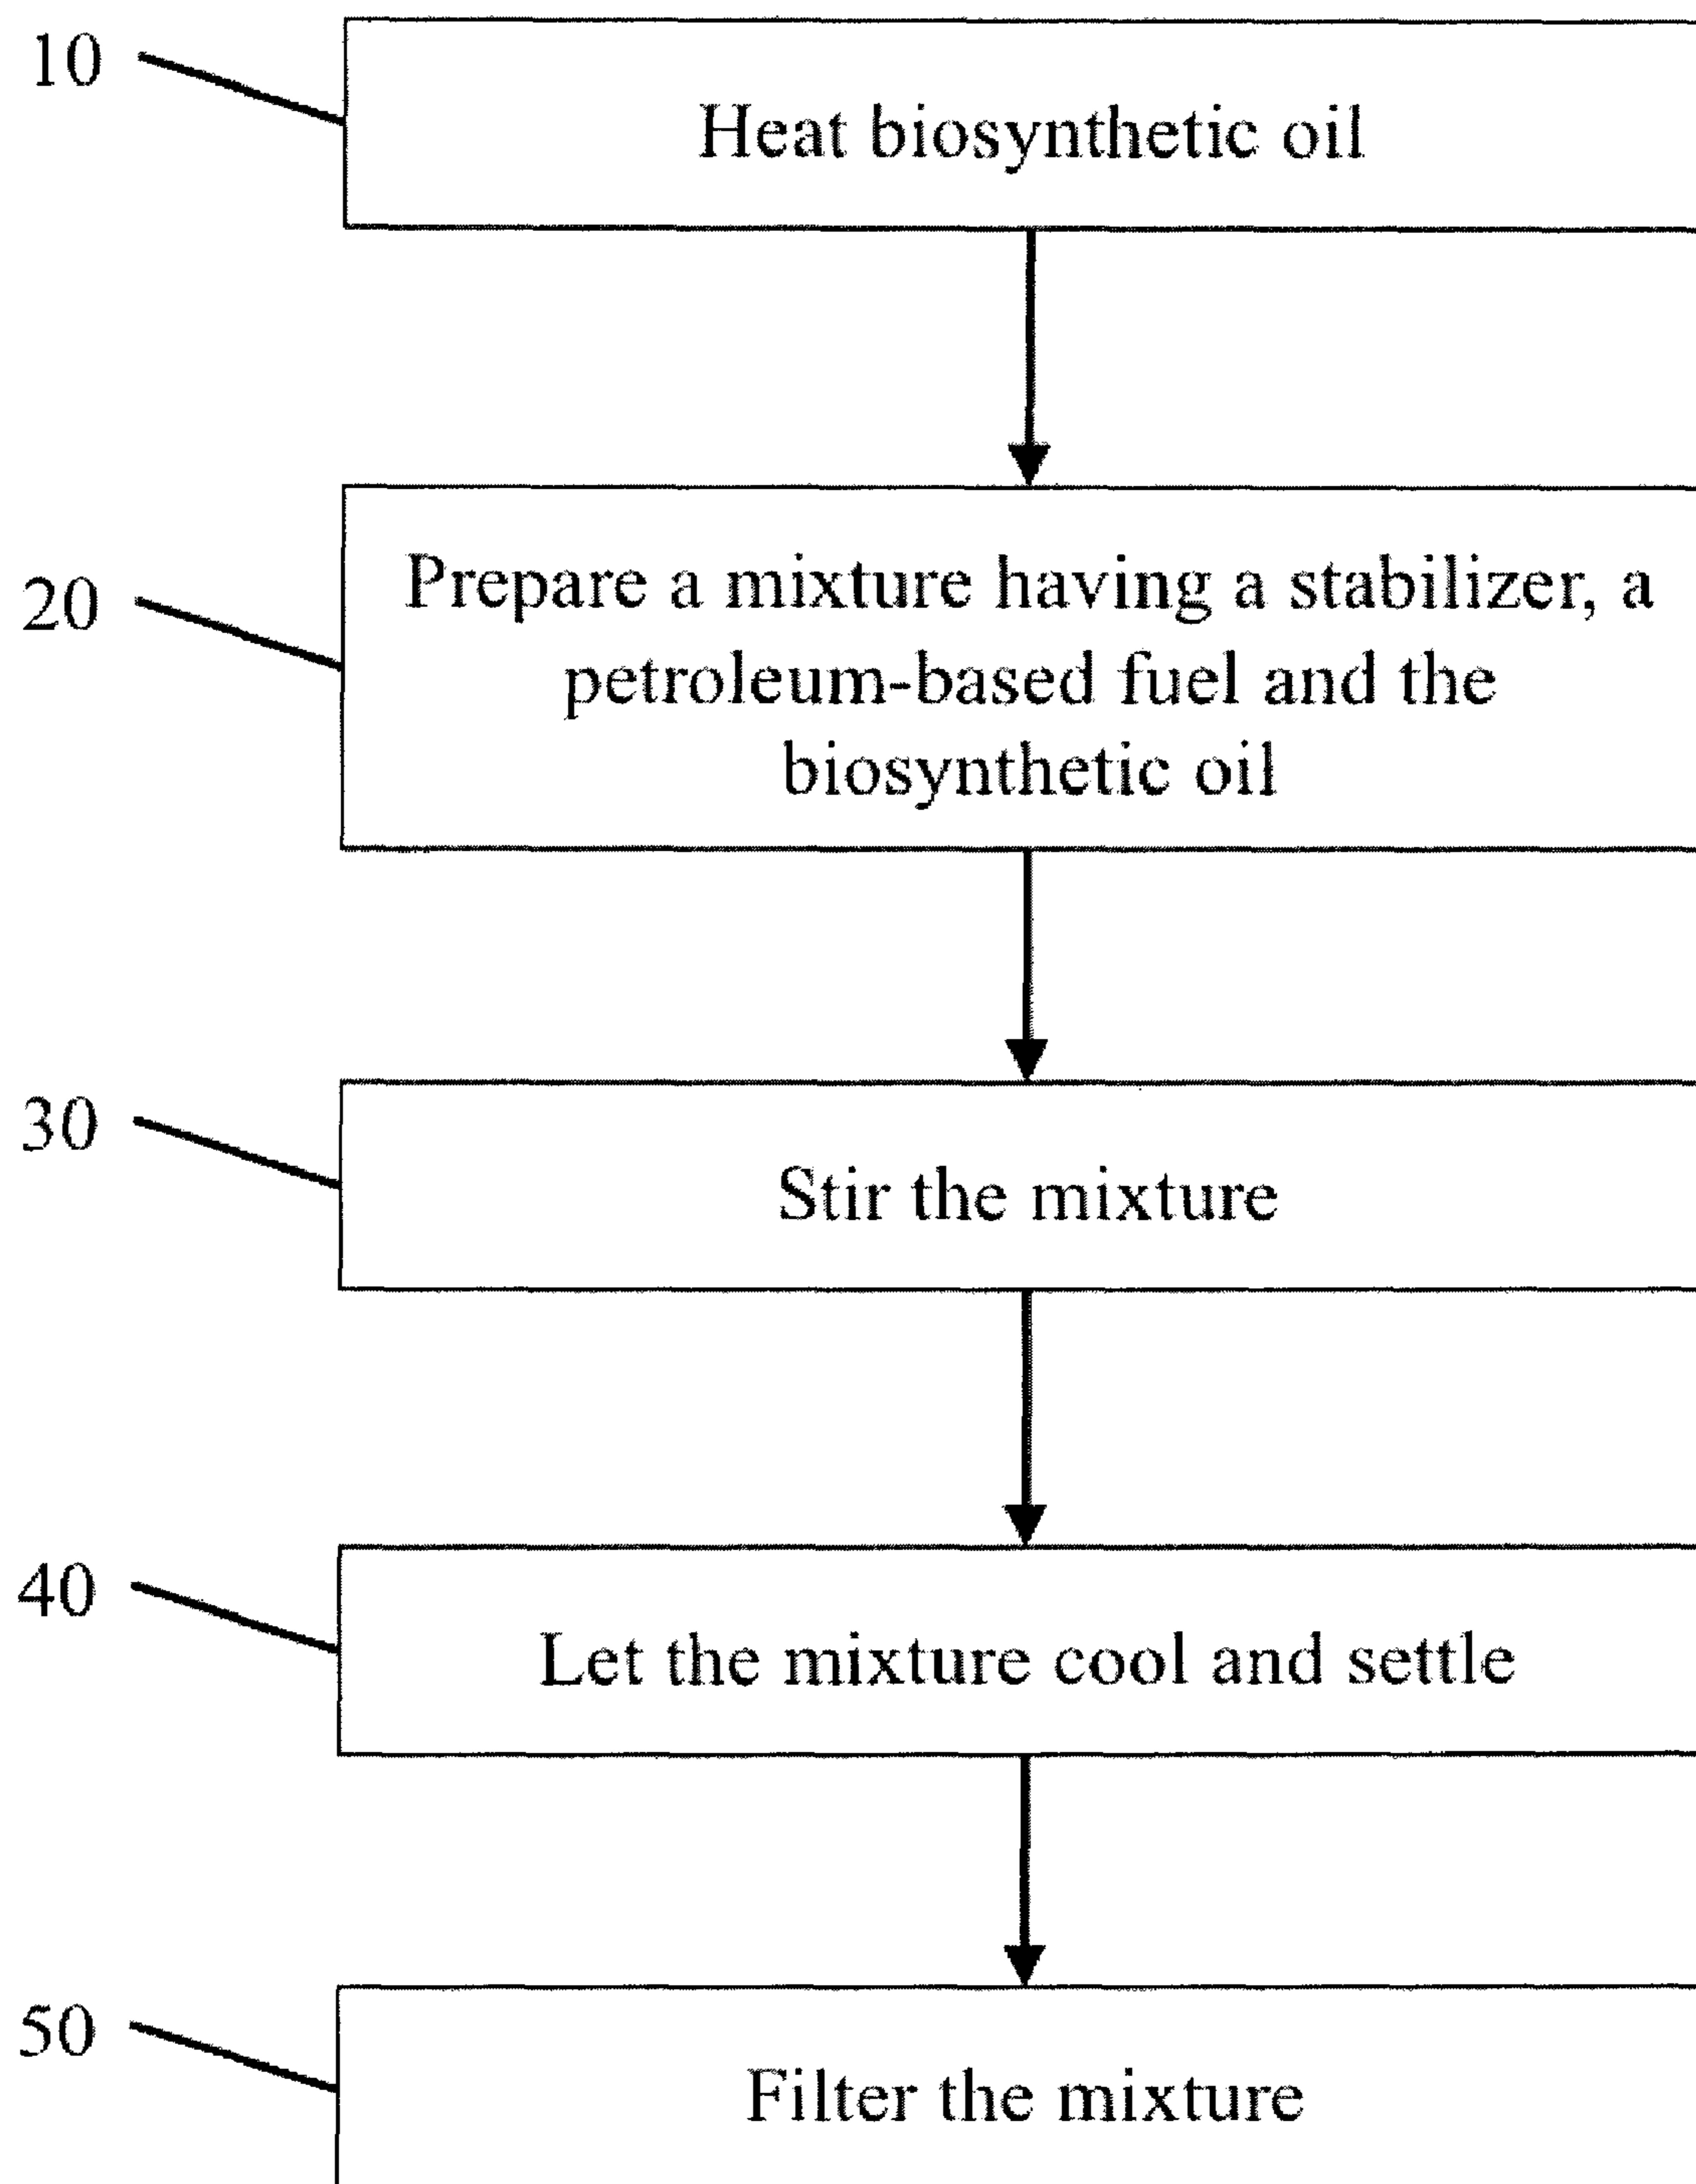 10
Heat biosynthetic oil
20
Prepare a mixture having a stabilizer, a
petroleum-based fuel and the
biosynthetic oil
30
Stir the mixture
40
Let the mixture cool and settle
50
Filter the mixture